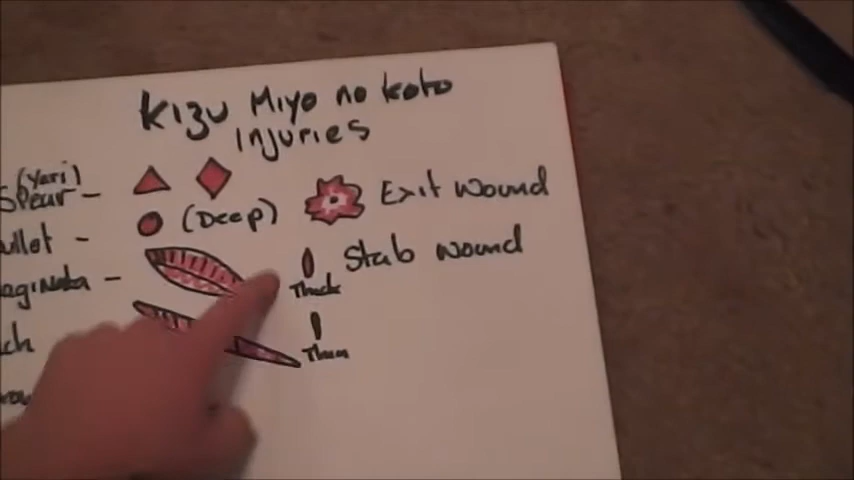 Kizu Miyo no koto
Injuries
(Yari)
Spear -
(Deep) Exit wound
Stab wound
Thick
Thin